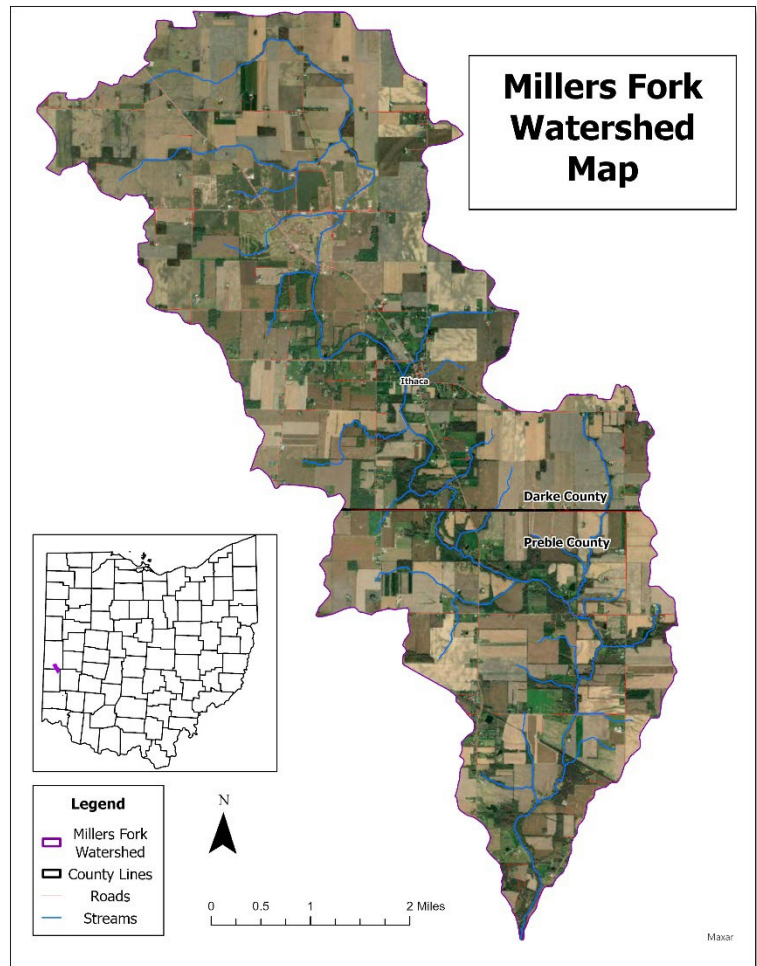 Millers Fork
Watershed
Map
Ithaca
Darke County
Preble County
Legend
Millers Fork
Watershed
County Lines
Roads
Streams
N
0 0.5 1 2 Miles
Maxar